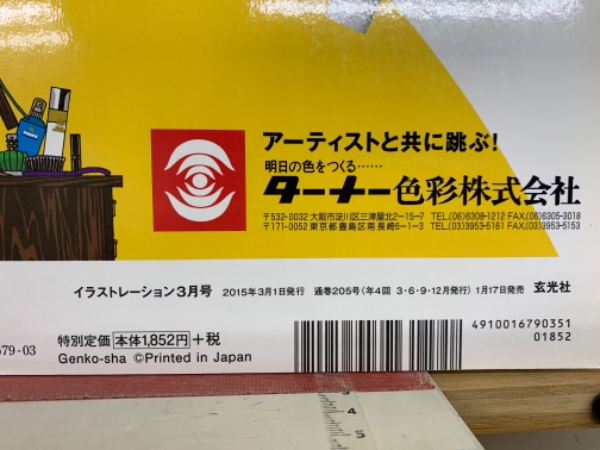 アーティストと共に跳ぶ!
明日の色をつくる……
ターナー色彩株式会社
〒532-0032 大阪市淀川区三津屋北2-15-7 TEL.(06)6308-1212 FAX.(06)6305-3018
〒171-0052 東京都豊島区南長崎6-1-3 TEL.(03)3953-5161 FAX.(03)3953-5153
イラストレーション3月号 2015年3月1日発行 通巻205号(年4回 3・6・9・12月発行) 1月17日発売 玄光社
679-03
特別定価 本体1,852円+税
Genko-sha ©Printed in Japan
4910016790351
01852
3
4
5